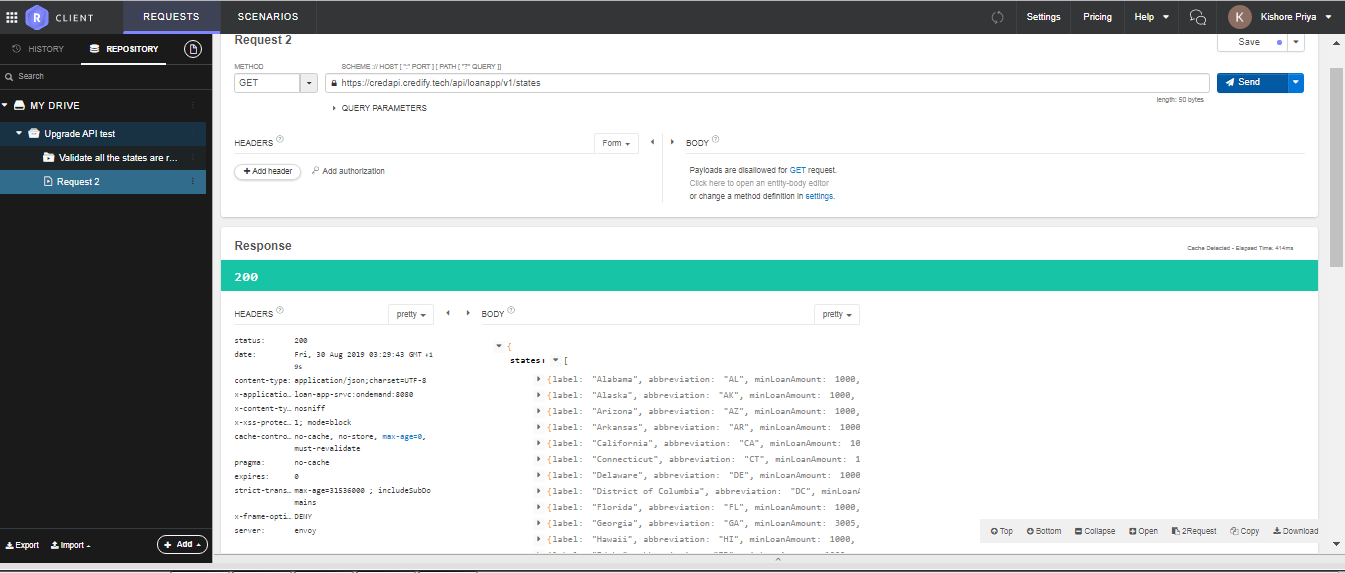 R CLIENT REQUESTS SCENARIOS Settings Pricing Help K Kishore Priya
HISTORY REPOSITORY
Search
MY DRIVE
Upgrade API test
Validate all the states are r...
Request 2
Export Import Add
Request 2
Save
METHOD SCHEME :// HOST [ ":" PORT ] [ PATH [ "?" QUERY ]]
GET https://credapi.credify.tech/api/loanapp/v1/states Send
length: 50 bytes
QUERY PARAMETERS
HEADERS Form BODY
Add header Add authorization
Payloads are disallowed for GET request.
Click here to open an entity-body editor
or change a method definition in settings.
Response
Cache Detected - Elapsed Time: 414ms
200
HEADERS pretty BODY pretty
status: 200
date: Fri, 30 Aug 2019 03:29:43 GMT +1
9s
content-type: application/json;charset=UTF-8
x-applicatio... loan-app-srvc:ondemand:8080
x-content-ty... nosniff
x-xss-protec... 1; mode=block
cache-contro... no-cache, no-store, max-age=0,
must-revalidate
pragma: no-cache
expires: 0
strict-trans... max-age=31536000 ; includeSubDo
mains
x-frame-opti... DENY
server: envoy
{
states: [
{label: "Alabama", abbreviation: "AL", minLoanAmount: 1000,
{label: "Alaska", abbreviation: "AK", minLoanAmount: 1000,
{label: "Arizona", abbreviation: "AZ", minLoanAmount: 1000,
{label: "Arkansas", abbreviation: "AR", minLoanAmount: 1000
{label: "California", abbreviation: "CA", minLoanAmount: 10
{label: "Connecticut", abbreviation: "CT", minLoanAmount: 1
{label: "Delaware", abbreviation: "DE", minLoanAmount: 1000
{label: "District of Columbia", abbreviation: "DC", minLoanA
{label: "Florida", abbreviation: "FL", minLoanAmount: 1000,
{label: "Georgia", abbreviation: "GA", minLoanAmount: 3005,
{label: "Hawaii", abbreviation: "HI", minLoanAmount: 1000,
Top Bottom Collapse Open 2Request Copy Download